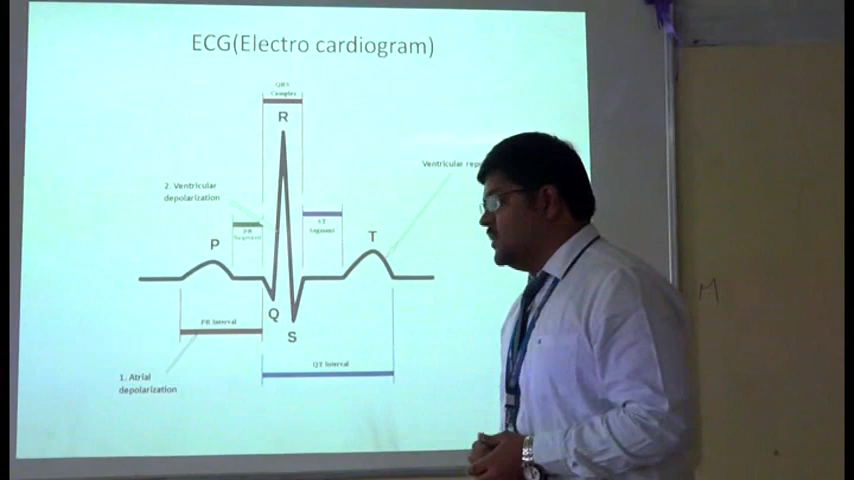 ECG(Electro cardiogram)
QRS
Complex
R
2. Ventricular
depolarization
Ventricular
PR
Segment
ST
Segment
P
T
Q
S
PR Interval
QT Interval
1. Atrial
depolarization
M